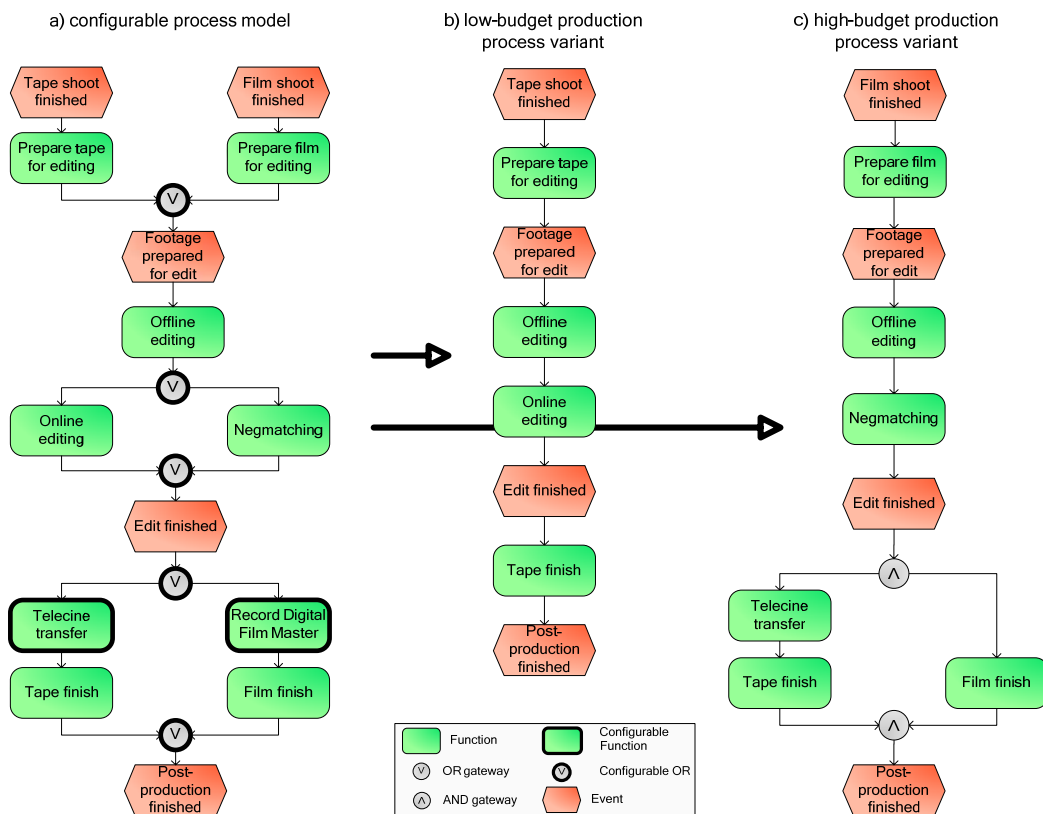 a) configurable process model
Tape shoot
finished
Film shoot
finished
Prepare tape
for editing
Prepare film
for editing
V
Footage
prepared
for edit
Offline
editing
V
Online
editing
Negmatching
V
Edit finished
V
Telecine
transfer
Record Digital
Film Master
Tape finish
Film finish
V
Post-
production
finished
b) low-budget production
process variant
Tape shoot
finished
Prepare tape
for editing
Footage
prepared
for edit
Offline
editing
Online
editing
Edit finished
Tape finish
Post-
production
finished
c) high-budget production
process variant
Film shoot
finished
Prepare film
for editing
Footage
prepared
for edit
Offline
editing
Negmatching
Edit finished
Λ
Telecine
transfer
Tape finish
Film finish
Λ
Post-
production
finished
Function
Configurable
Function
V
OR gateway
V
Configurable OR
Λ
AND gateway
Event